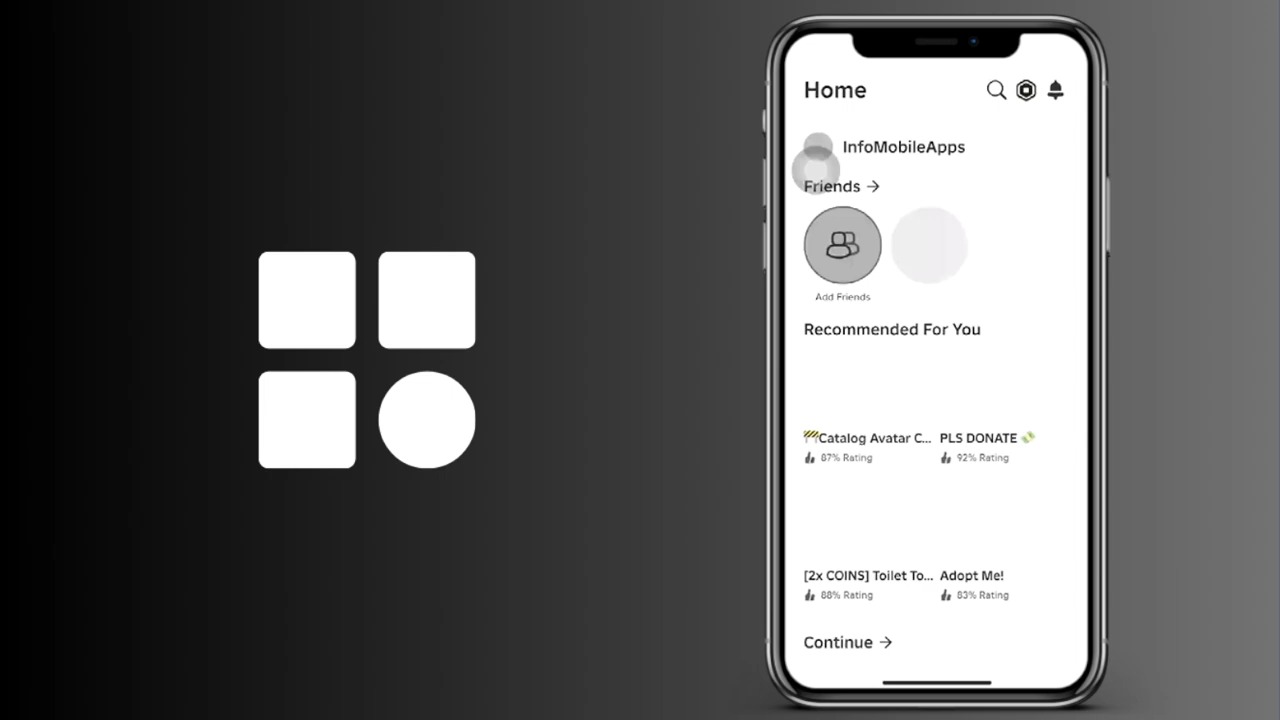 Home
InfoMobileApps
Friends →
Add Friends
Recommended For You
🚧Catalog Avatar C... PLS DONATE 💸
87% Rating 92% Rating
[2x COINS] Toilet To... Adopt Me!
88% Rating 83% Rating
Continue →